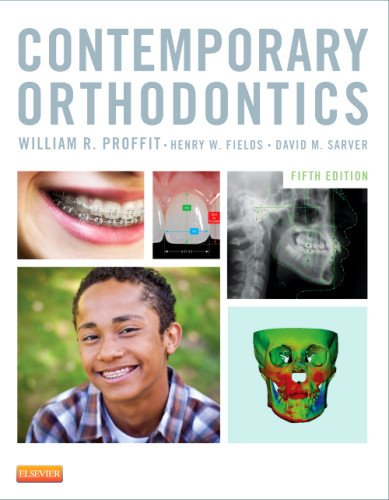 CONTEMPORARY
ORTHODONTICS
WILLIAM R. PROFFIT • HENRY W. FIELDS • DAVID M. SARVER
FIFTH EDITION
ELSEVIER